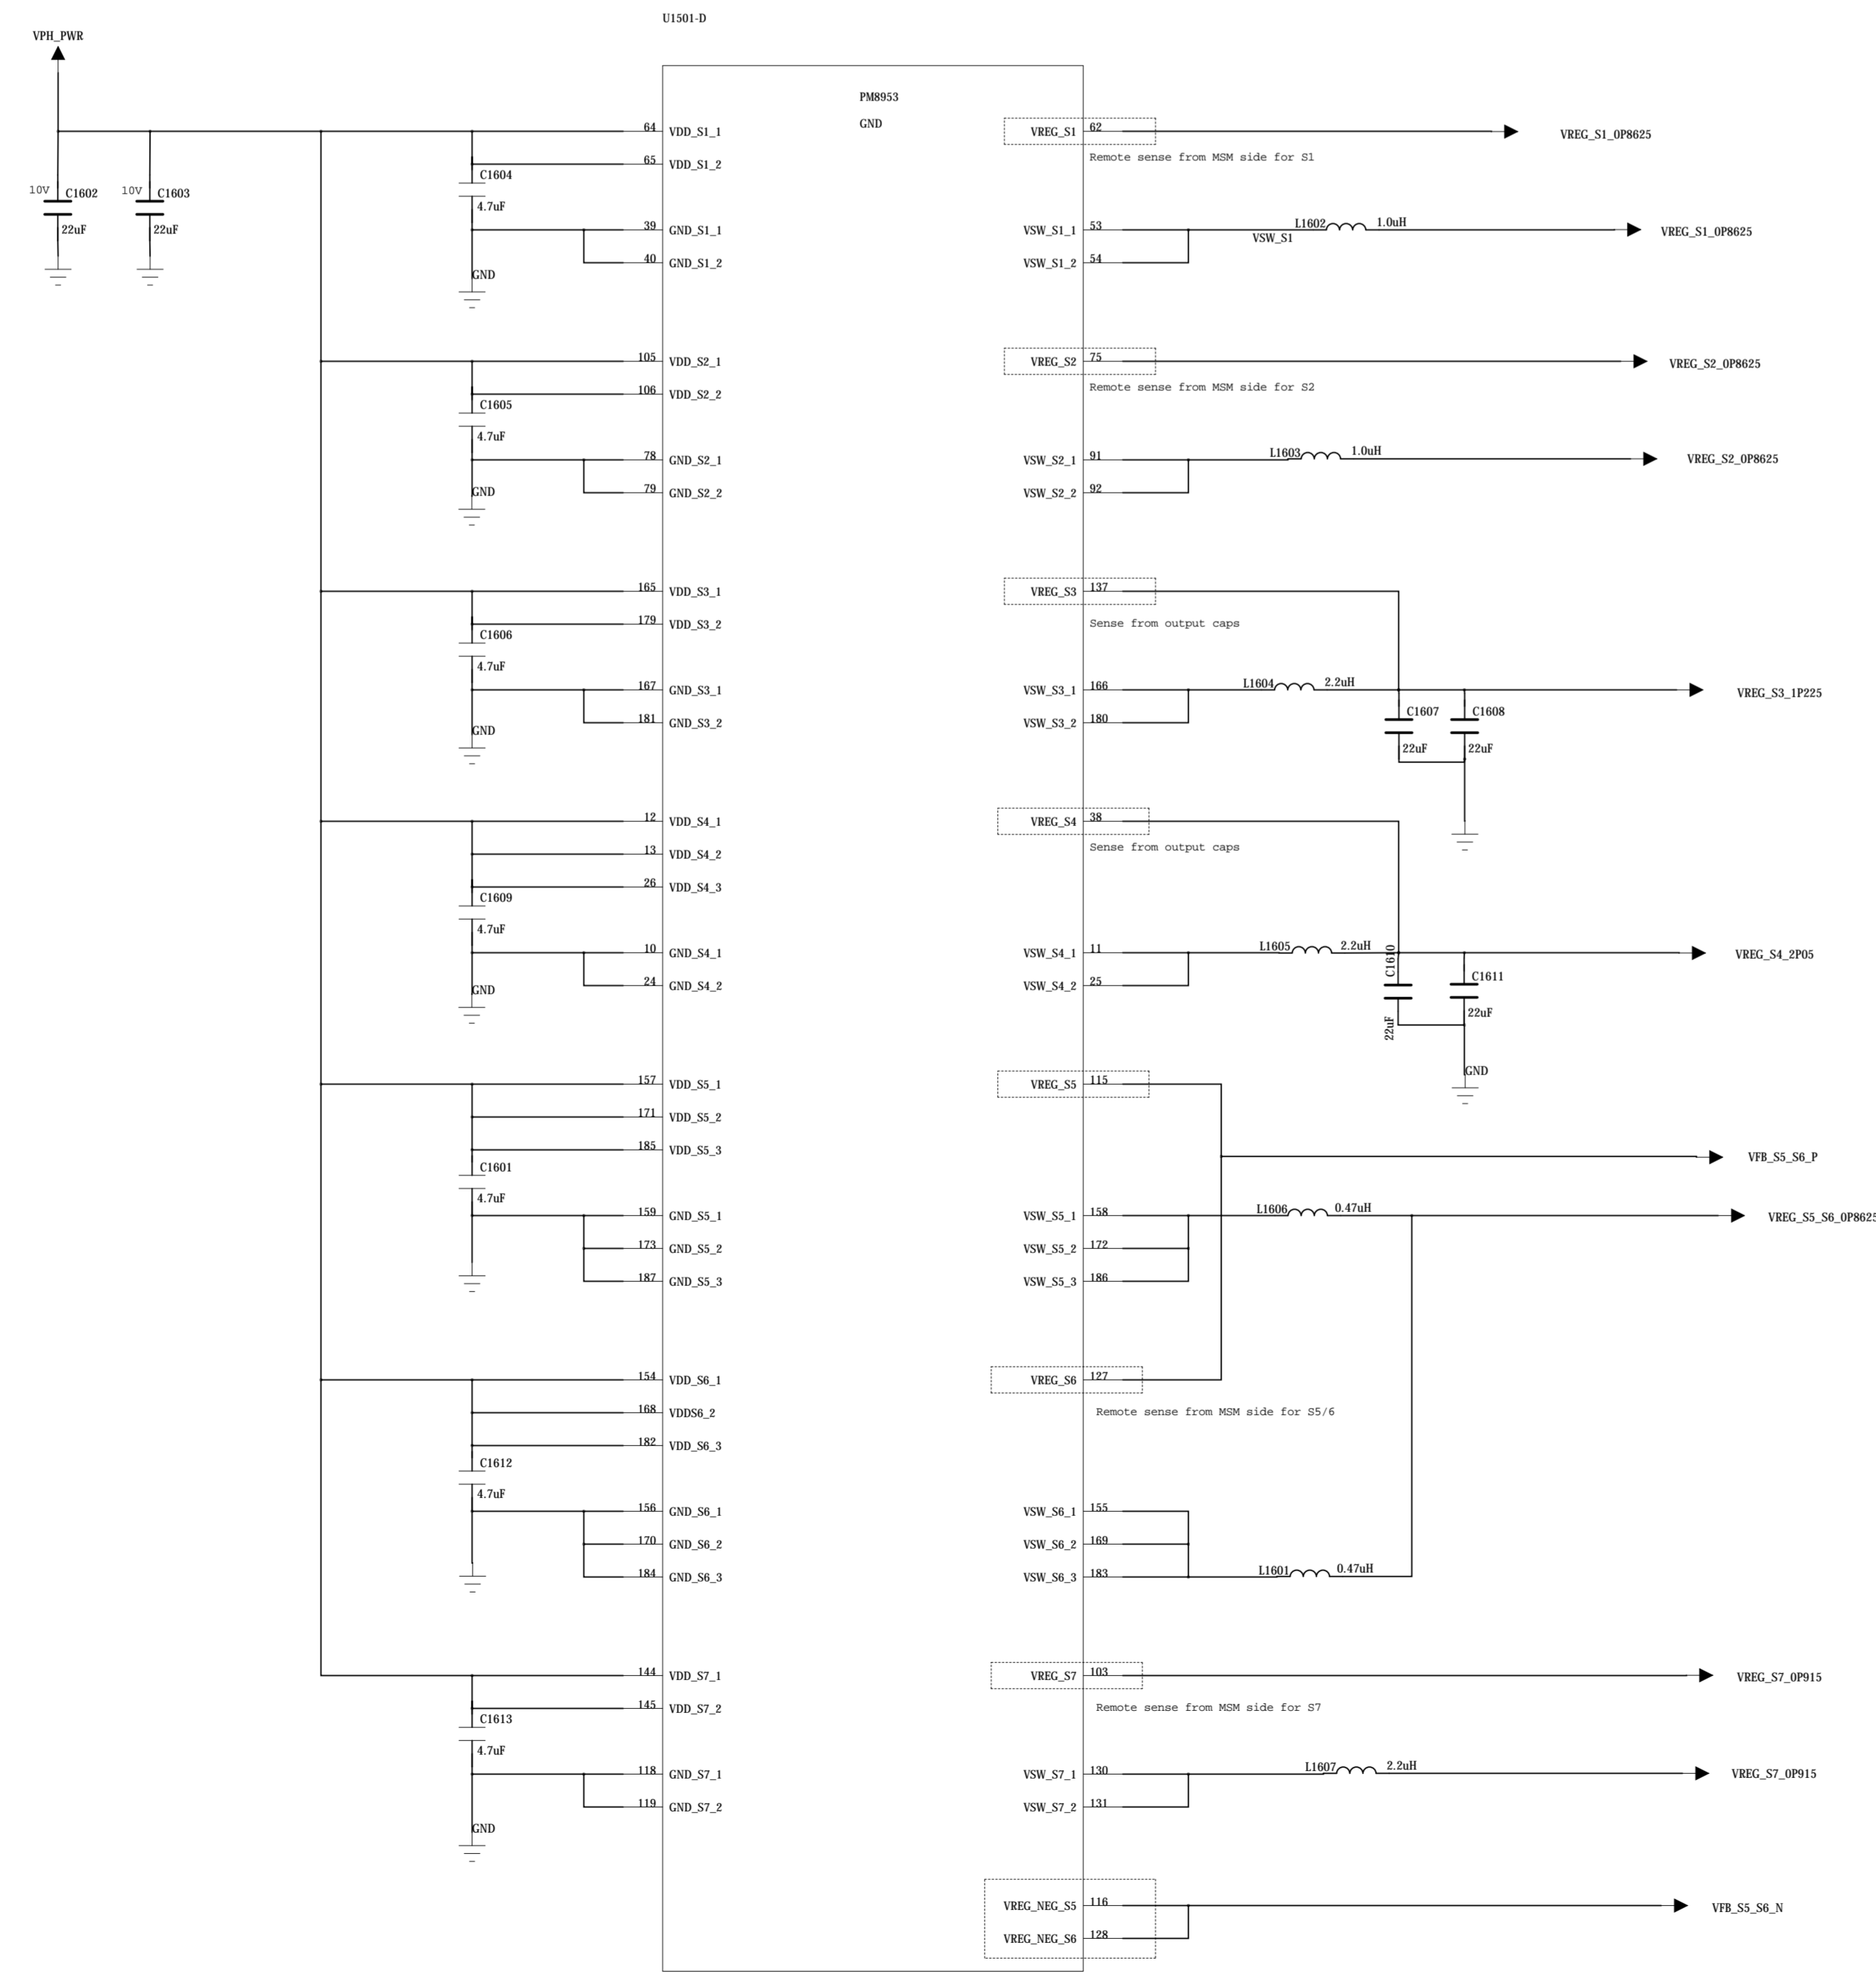 U1501-D
VPH_PWR
PM8953
GND
64 VDD_S1_1
65 VDD_S1_2
10V C1602
22uF
10V C1603
22uF
C1604
4.7uF
39 GND_S1_1
40 GND_S1_2
GND
VREG_S1 62
VREG_S1_0P8625
Remote sense from MSM side for S1
VSW_S1_1 53
L1602 1.0uH
VSW_S1
VREG_S1_0P8625
VSW_S1_2 54
105 VDD_S2_1
106 VDD_S2_2
C1605
4.7uF
78 GND_S2_1
79 GND_S2_2
GND
VREG_S2 75
VREG_S2_0P8625
Remote sense from MSM side for S2
VSW_S2_1 91
L1603 1.0uH
VREG_S2_0P8625
VSW_S2_2 92
165 VDD_S3_1
179 VDD_S3_2
C1606
4.7uF
167 GND_S3_1
181 GND_S3_2
GND
VREG_S3 137
Sense from output caps
VSW_S3_1 166
L1604 2.2uH
VREG_S3_1P225
VSW_S3_2 180
C1607
22uF
C1608
22uF
12 VDD_S4_1
13 VDD_S4_2
26 VDD_S4_3
C1609
4.7uF
10 GND_S4_1
24 GND_S4_2
GND
VREG_S4 38
Sense from output caps
VSW_S4_1 11
L1605 2.2uH
VREG_S4_2P05
VSW_S4_2 25
C1610
22uF
C1611
22uF
GND
157 VDD_S5_1
171 VDD_S5_2
185 VDD_S5_3
C1601
4.7uF
159 GND_S5_1
173 GND_S5_2
187 GND_S5_3
VREG_S5 115
VFB_S5_S6_P
VSW_S5_1 158
L1606 0.47uH
VREG_S5_S6_0P8625
VSW_S5_2 172
VSW_S5_3 186
154 VDD_S6_1
168 VDDS6_2
182 VDD_S6_3
C1612
4.7uF
156 GND_S6_1
170 GND_S6_2
184 GND_S6_3
VREG_S6 127
Remote sense from MSM side for S5/6
VSW_S6_1 155
VSW_S6_2 169
VSW_S6_3 183
L1601 0.47uH
144 VDD_S7_1
145 VDD_S7_2
C1613
4.7uF
118 GND_S7_1
119 GND_S7_2
GND
VREG_S7 103
VREG_S7_0P915
Remote sense from MSM side for S7
VSW_S7_1 130
L1607 2.2uH
VREG_S7_0P915
VSW_S7_2 131
VREG_NEG_S5 116
VFB_S5_S6_N
VREG_NEG_S6 128